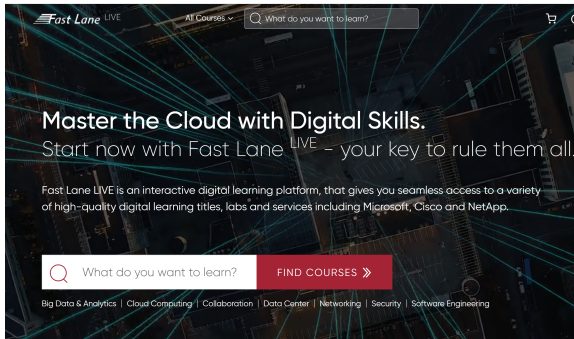 Fast Lane LIVE
All Courses
What do you want to learn?
Master the Cloud with Digital Skills.
Start now with Fast Lane LIVE – your key to rule them all.
Fast Lane LIVE is an interactive digital learning platform, that gives you seamless access to a variety
of high-quality digital learning titles, labs and services including Microsoft, Cisco and NetApp.
What do you want to learn?
FIND COURSES
Big Data & Analytics | Cloud Computing | Collaboration | Data Center | Networking | Security | Software Engineering